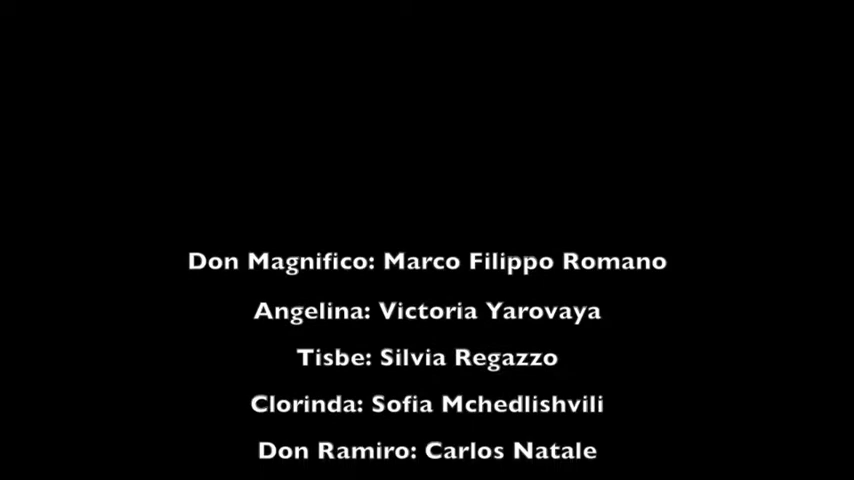 Don Magnifico: Marco Filippo Romano
Angelina: Victoria Yarovaya
Tisbe: Silvia Regazzo
Clorinda: Sofia Mchedlishvili
Don Ramiro: Carlos Natale